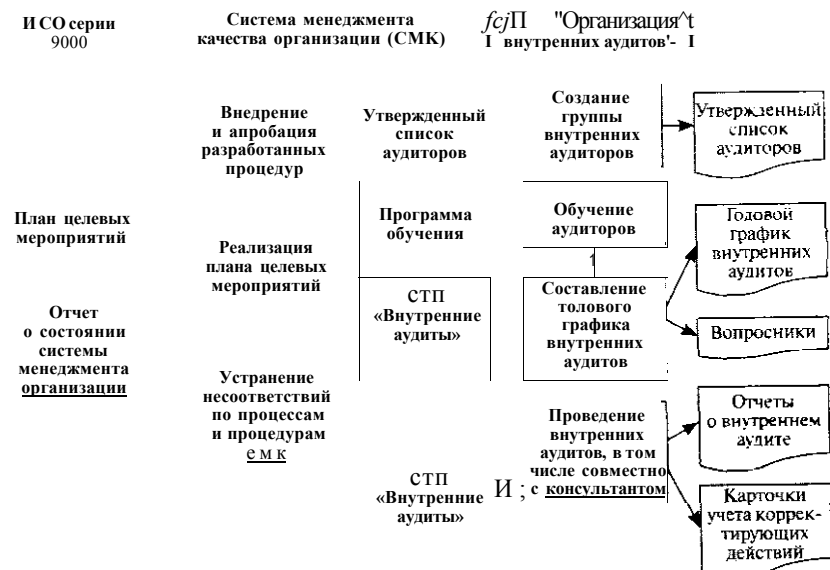 И СО серии
9000
Система менеджмента
качества организации (СМК)
fcjП "Организация^t
I внутренних аудитов'- I
План целевых
мероприятий
Отчет
о состоянии
системы
менеджмента
организации
Внедрение
и апробация
разработанных
процедур
Реализация
плана целевых
мероприятий
Устранение
несоответствий
по процессам
и процедурам
е м к
Утвержденный
список
аудиторов
Программа
обучения
СТП
«Внутренние
аудиты»
СТП
«Внутренние
аудиты»
Создание
группы
внутренних
аудиторов
Обучение
аудиторов
1
Составление
толового
графика
внутренних
аудитов
Проведение
внутренних
аудитов, в том
И ; числе совместно
с консультантом
Утвержденный
список
аудиторов
Годовой
график
внутренних
аудитов
Вопросники
Отчеты
о внутреннем
аудите
Карточки
учета коррек-
тирующих
действий